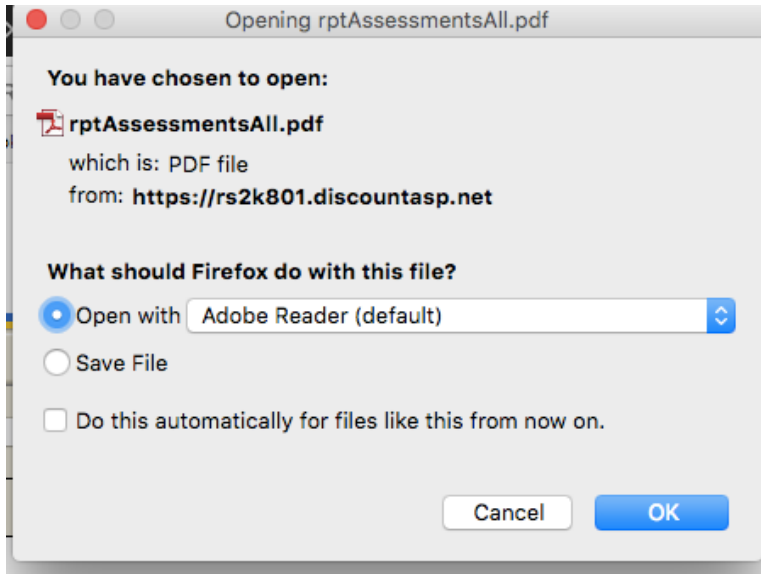 Opening rptAssessmentsAll.pdf
You have chosen to open:
rptAssessmentsAll.pdf
which is: PDF file
from: https://rs2k801.discountasp.net
What should Firefox do with this file?
Open with Adobe Reader (default)
Save File
Do this automatically for files like this from now on.
Cancel OK